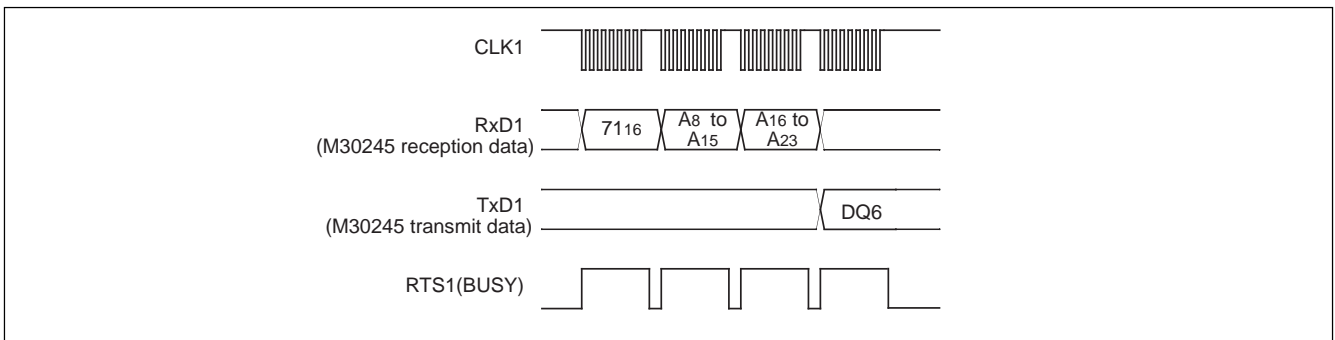 CLK1
RxD1
(M30245 reception data)
7116
A8 to
A15
A16 to
A23
TxD1
(M30245 transmit data)
DQ6
RTS1(BUSY)